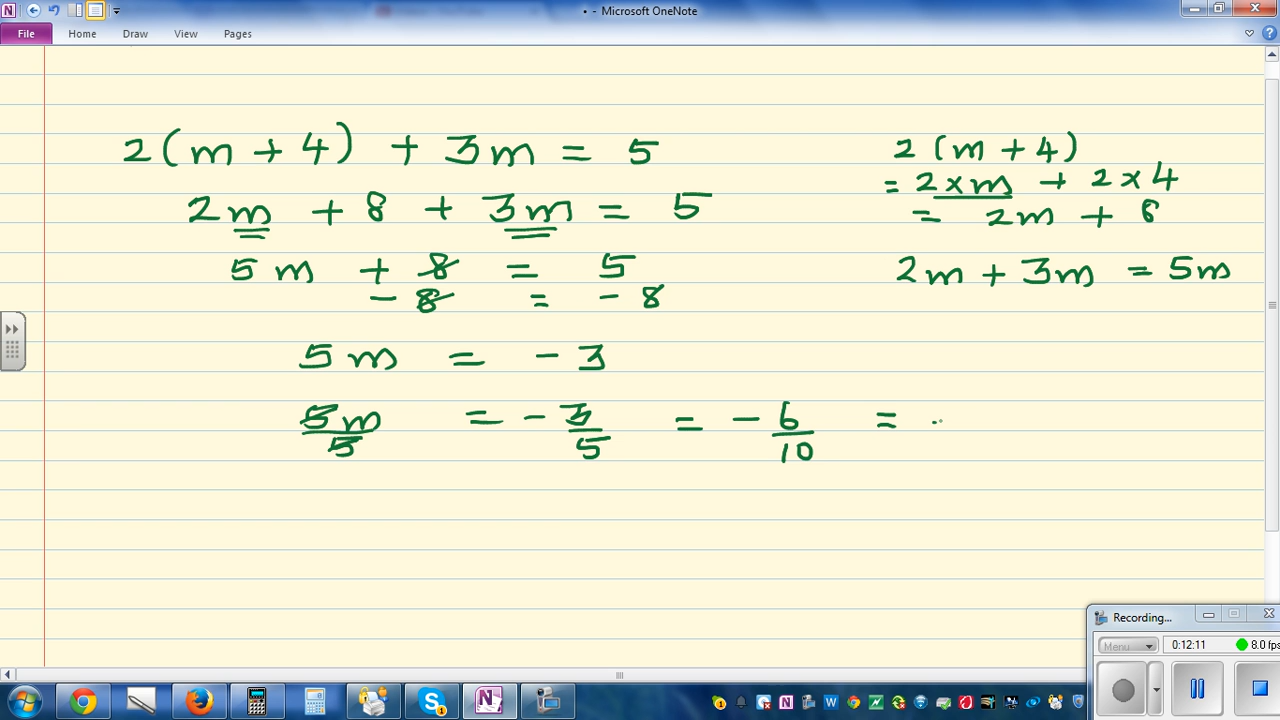 Microsoft OneNote
File Home Draw View Pages
2(m + 4) + 3m = 5
2m + 8 + 3m = 5
5m + 8 = 5
- 8 = - 8
5m = - 3
5m/5 = - 3/5 = - 6/10 =
2(m + 4)
= 2 × m + 2 × 4
= 2m + 8
2m + 3m = 5m
Recording...
Menu 0:12:11 8.0 fps